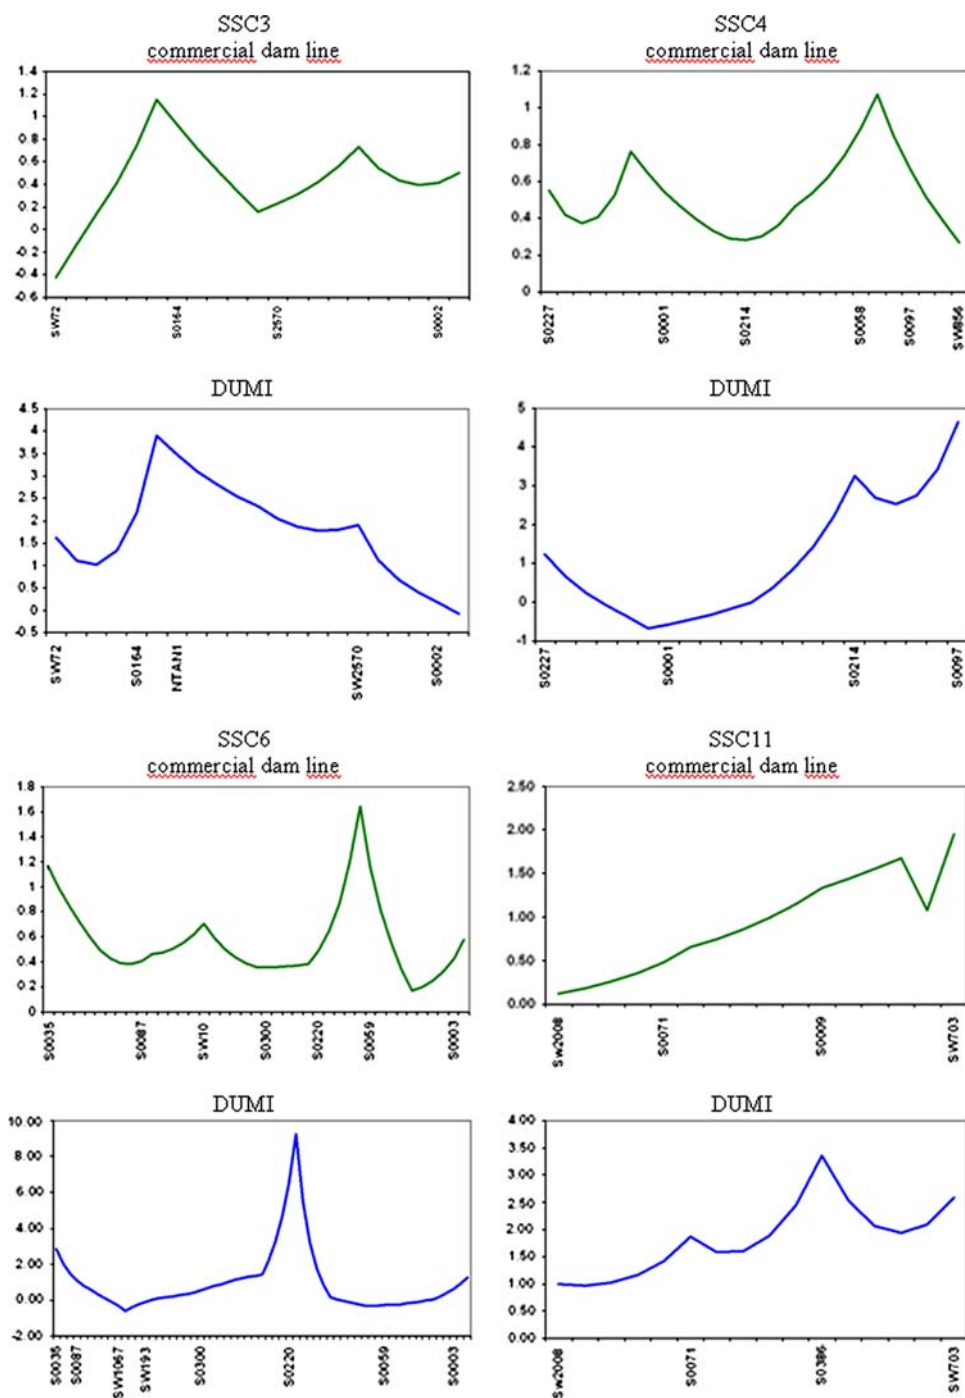 SSC3
commercial dam line
1.4
1.2
1
0.8
0.6
0.4
0.2
0
-0.2
-0.4
-0.6
SW72
S0164
S2570
S0002
SSC4
commercial dam line
1.2
1
0.8
0.6
0.4
0.2
0
S0227
S0001
S0214
S0058
S0097
SW856
DUMI
4.5
4
3.5
3
2.5
2
1.5
1
0.5
0
-0.5
SW72
S0164
NTAN1
SW2570
S0002
DUMI
5
4
3
2
1
0
-1
S0227
S0001
S0214
S0097
SSC6
commercial dam line
1.8
1.6
1.4
1.2
1
0.8
0.6
0.4
0.2
0
S0035
S0087
SW10
S0300
S0220
S0059
S0003
SSC11
commercial dam line
2.50
2.00
1.50
1.00
0.50
0.00
SW2008
S0071
S0009
SW703
DUMI
10.00
8.00
6.00
4.00
2.00
0.00
-2.00
S0035
S0087
SW1067
SW193
S0300
S0220
S0059
S0003
DUMI
4.00
3.50
3.00
2.50
2.00
1.50
1.00
0.50
0.00
SW2008
S0071
S0386
SW703